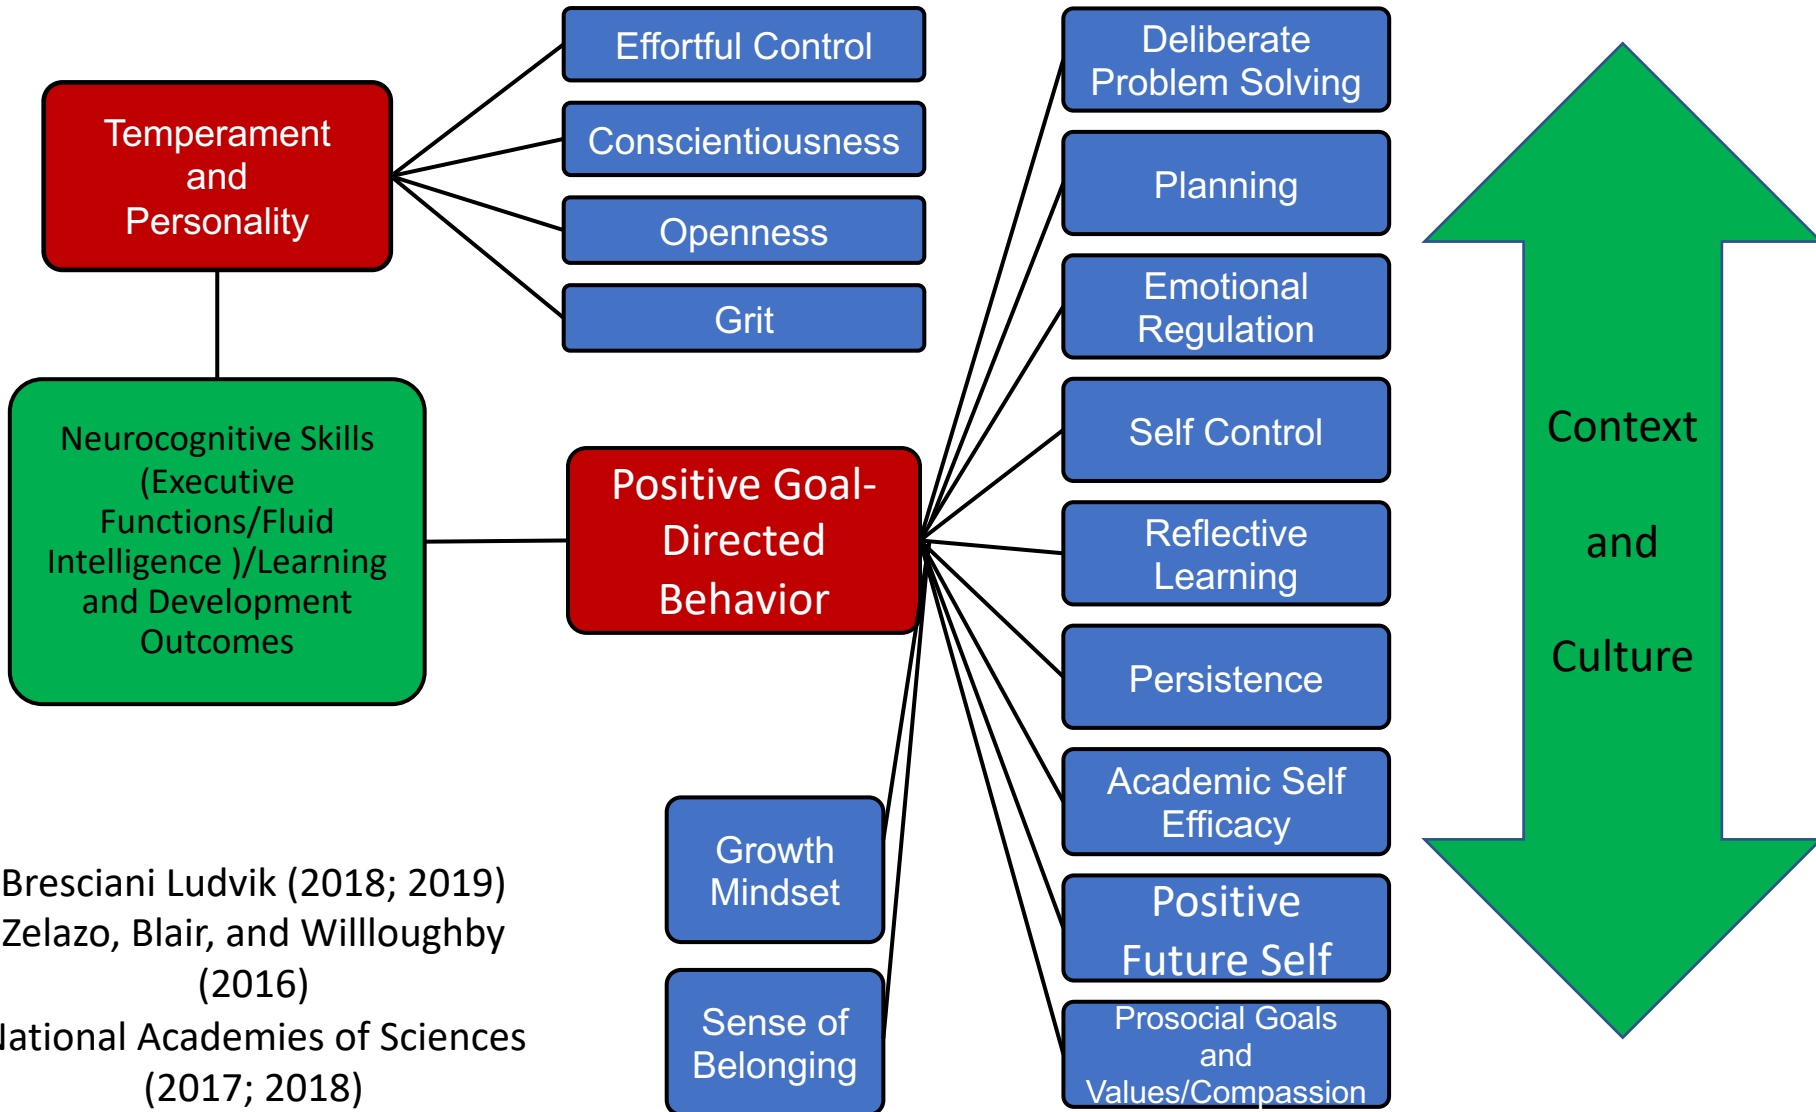 Effortful Control
Conscientiousness
Openness
Grit
Temperament
and
Personality
Neurocognitive Skills
(Executive
Functions/Fluid
Intelligence )/Learning
and Development
Outcomes
Positive Goal-
Directed
Behavior
Deliberate
Problem Solving
Planning
Emotional
Regulation
Self Control
Reflective
Learning
Persistence
Academic Self
Efficacy
Positive
Future Self
Prosocial Goals
and
Values/Compassion
Growth
Mindset
Sense of
Belonging
Context
and
Culture
Bresciani Ludvik (2018; 2019)
Zelazo, Blair, and Willloughby
(2016)
National Academies of Sciences
(2017; 2018)